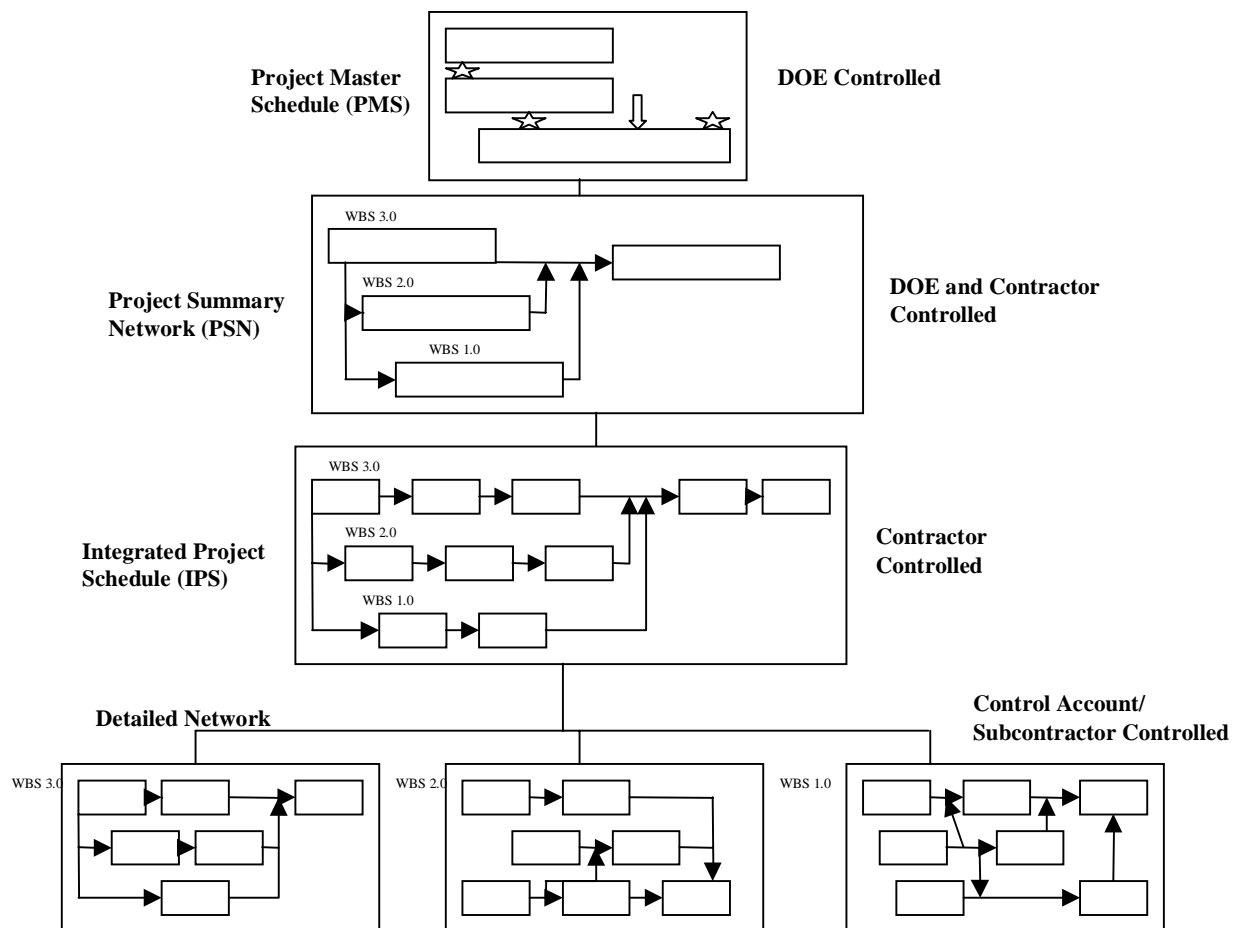 Project Master
Schedule (PMS)
DOE Controlled
WBS 3.0
WBS 2.0
WBS 1.0
Project Summary
Network (PSN)
DOE and Contractor
Controlled
WBS 3.0
WBS 2.0
WBS 1.0
Integrated Project
Schedule (IPS)
Contractor
Controlled
Detailed Network
Control Account/
Subcontractor Controlled
WBS 3.0
WBS 2.0
WBS 1.0